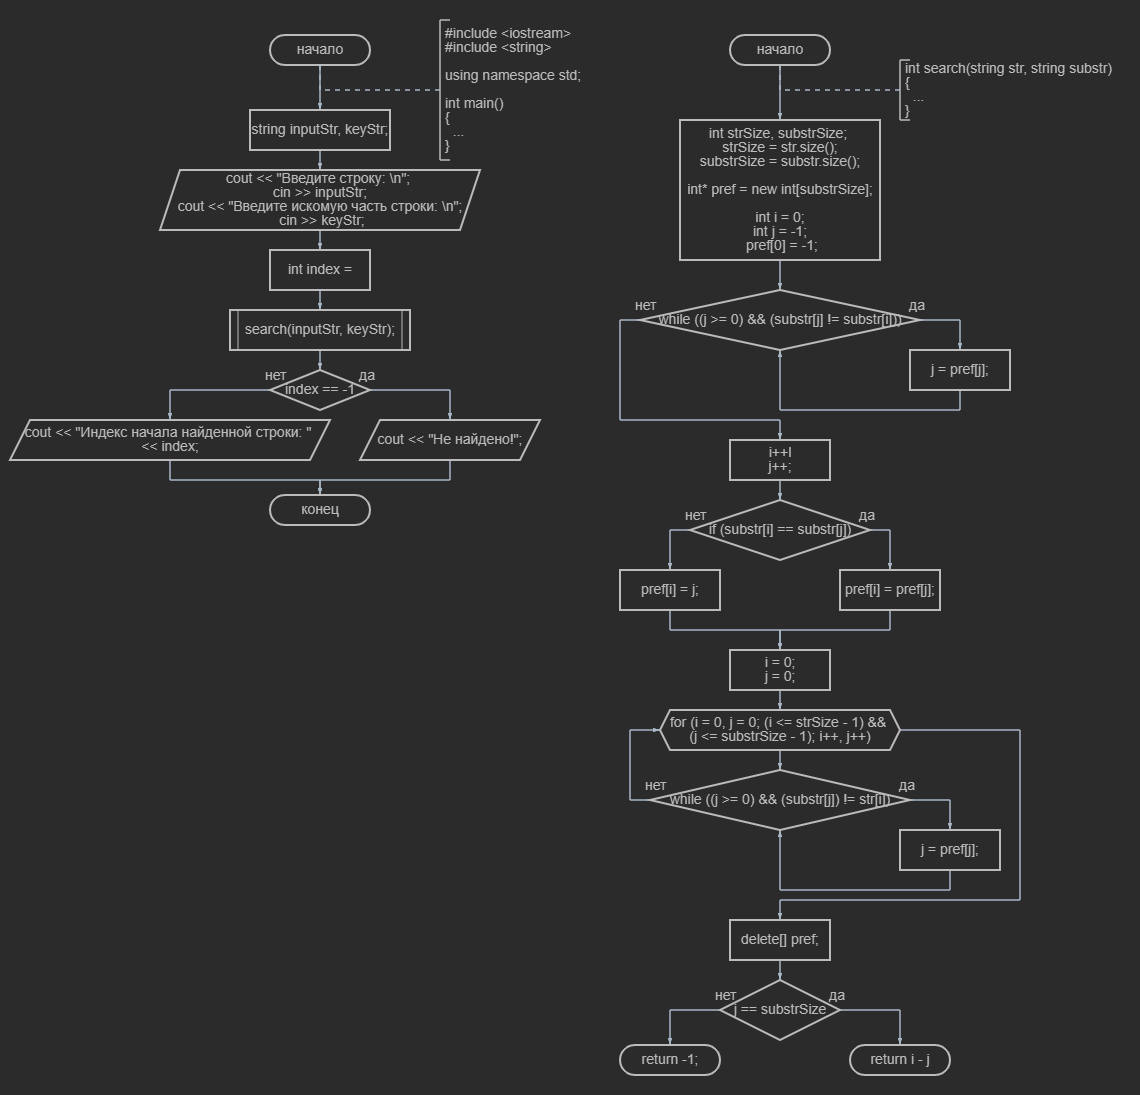 начало
#include <iostream>
#include <string>
using namespace std;
int main()
{
...
}
string inputStr, keyStr;
cout << "Введите строку: \n";
cin >> inputStr;
cout << "Введите искомую часть строки: \n";
cin >> keyStr;
int index =
search(inputStr, keyStr);
нет
да
index == -1
cout << "Индекс начала найденной строки: "
<< index;
cout << "Не найдено!";
конец
начало
int search(string str, string substr)
{
...
}
int strSize, substrSize;
strSize = str.size();
substrSize = substr.size();
int* pref = new int[substrSize];
int i = 0;
int j = -1;
pref[0] = -1;
нет
да
while ((j >= 0) && (substr[j] != substr[i]))
j = pref[j];
i++l
j++;
нет
да
if (substr[i] == substr[j])
pref[i] = j;
pref[i] = pref[j];
i = 0;
j = 0;
for (i = 0, j = 0; (i <= strSize - 1) &&
(j <= substrSize - 1); i++, j++)
нет
да
while ((j >= 0) && (substr[j]) != str[i])
j = pref[j];
delete[] pref;
нет
да
j == substrSize
return -1;
return i - j